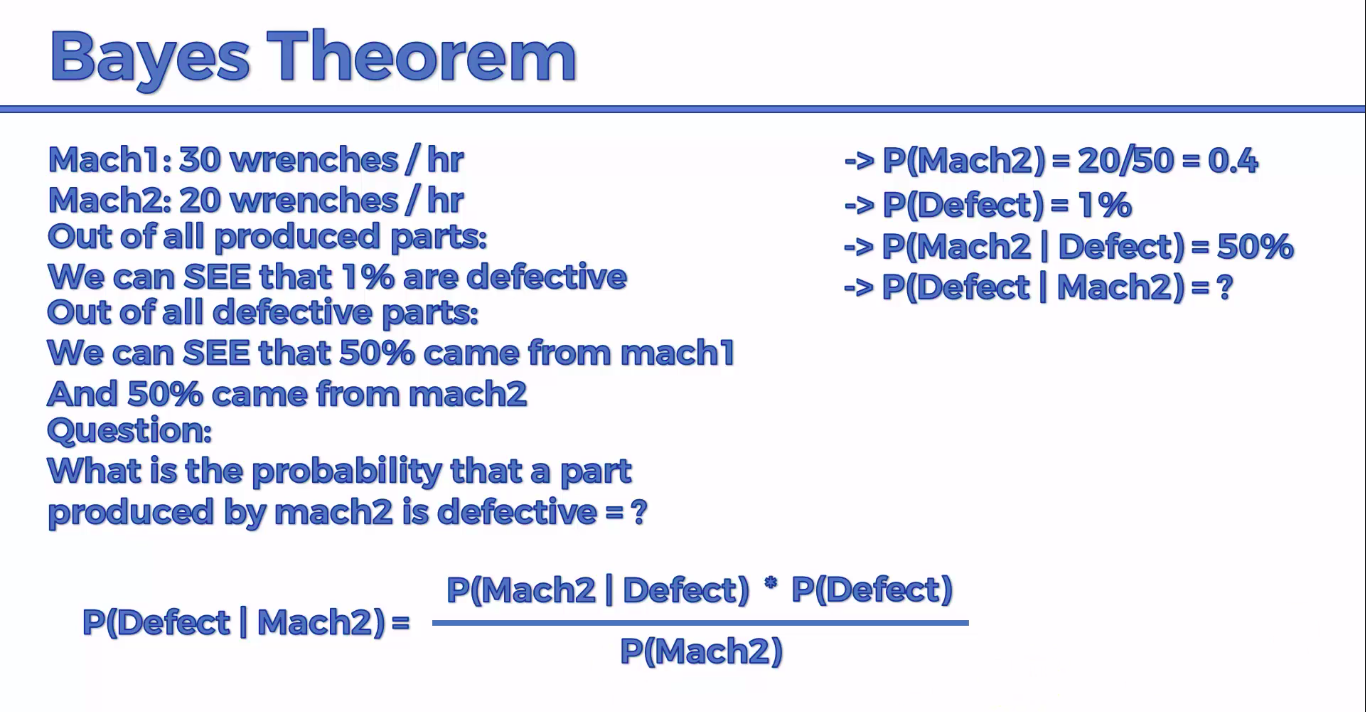 Bayes Theorem
Mach1: 30 wrenches / hr
Mach2: 20 wrenches / hr
Out of all produced parts:
We can SEE that 1% are defective
Out of all defective parts:
We can SEE that 50% came from mach1
And 50% came from mach2
Question:
What is the probability that a part
produced by mach2 is defective = ?
-> P(Mach2) = 20/50 = 0.4
-> P(Defect) = 1%
-> P(Mach2 | Defect) = 50%
-> P(Defect | Mach2) = ?
P(Mach2 | Defect) * P(Defect)
P(Defect | Mach2) =
P(Mach2)